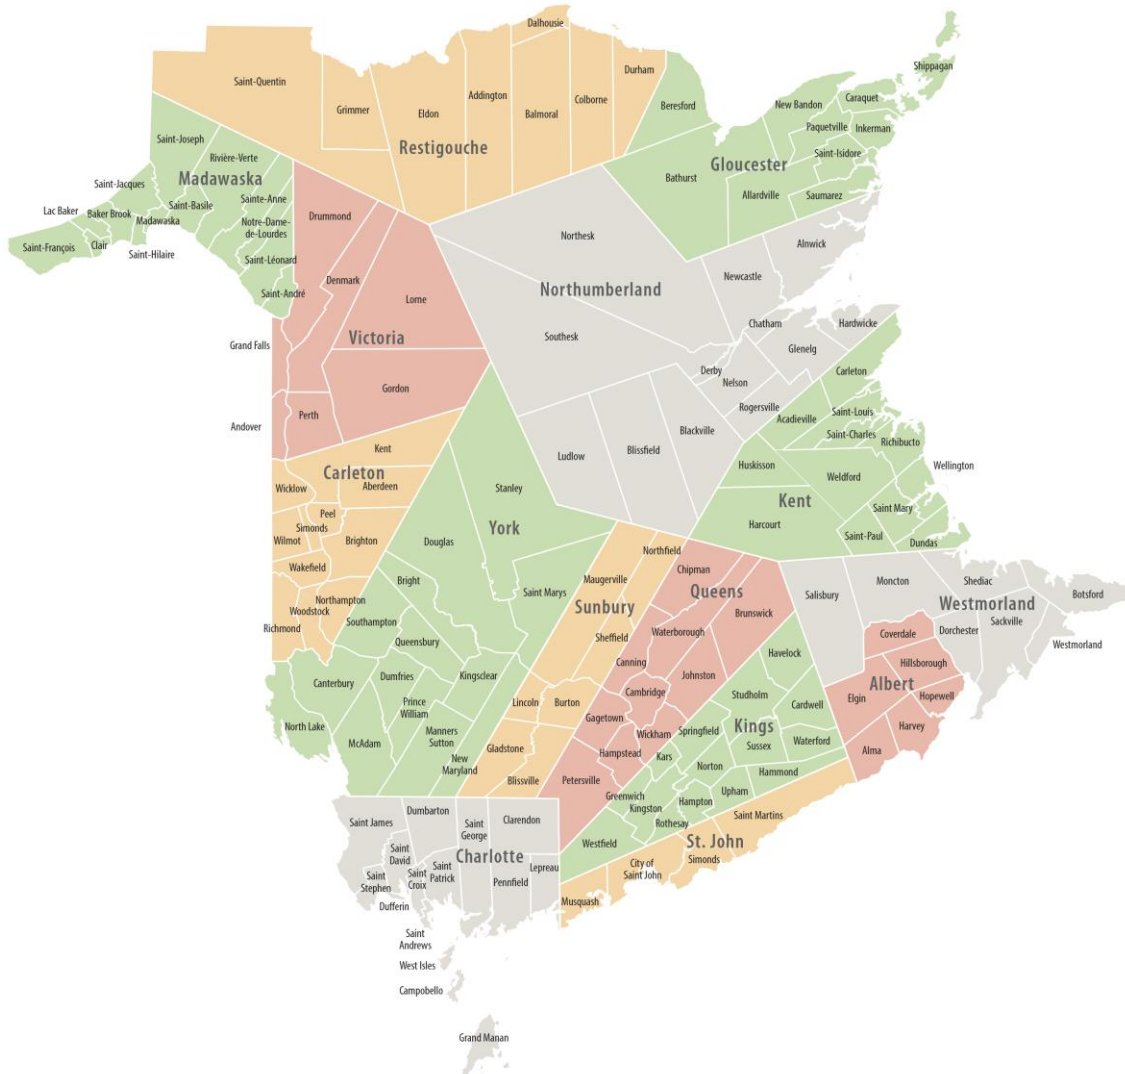 Dalhousie
Saint-Quentin
Grimmer
Eldon
Addington
Balmoral
Colborne
Durham
Restigouche
Shippagan
Beresford
New Bandon
Caraquet
Paquetville
Inkerman
Gloucester
Saint-Isidore
Bathurst
Allardville
Saumarez
Saint-Joseph
Rivière-Verte
Saint-Jacques
Madawaska
Lac Baker
Baker Brook
Madawaska
Saint-Basile
Sainte-Anne
Notre-Dame-
de-Lourdes
Saint-François
Clair
Saint-Hilaire
Saint-Léonard
Saint-André
Drummond
Denmark
Lorne
Grand Falls
Victoria
Gordon
Andover
Perth
Northesk
Alnwick
Newcastle
Northumberland
Southesk
Chatham
Hardwicke
Glenelg
Derby
Nelson
Rogersville
Blackville
Ludlow
Blissfield
Carleton
Acadieville
Saint-Louis
Saint-Charles
Richibucto
Huskisson
Weldford
Wellington
Kent
Harcourt
Saint Mary
Saint-Paul
Dundas
Kent
Carleton
Wicklow
Aberdeen
Peel
Simonds
Wilmot
Brighton
Wakefield
Northampton
Woodstock
Richmond
Stanley
York
Douglas
Bright
Saint Marys
Southampton
Queensbury
Canterbury
Dumfries
Kingsclear
Prince
William
North Lake
McAdam
Manners
Sutton
New
Maryland
Northfield
Maugerville
Sunbury
Sheffield
Lincoln
Burton
Gladstone
Blissville
Chipman
Queens
Brunswick
Waterborough
Canning
Johnston
Cambridge
Gagetown
Wickham
Hampstead
Petersville
Havelock
Studholm
Cardwell
Springfield
Kings
Sussex
Waterford
Kars
Norton
Hammond
Greenwich
Kingston
Hampton
Upham
Rothesay
Westfield
Salisbury
Moncton
Shediac
Botsford
Westmorland
Sackville
Dorchester
Westmorland
Coverdale
Hillsborough
Albert
Elgin
Hopewell
Harvey
Alma
Saint Martins
St. John
Simonds
City of
Saint John
Musquash
Saint James
Dumbarton
Saint
George
Clarendon
Saint
David
Charlotte
Lepreau
Saint
Stephen
Saint
Croix
Saint
Patrick
Pennfield
Dufferin
Saint
Andrews
West Isles
Campobello
Grand Manan